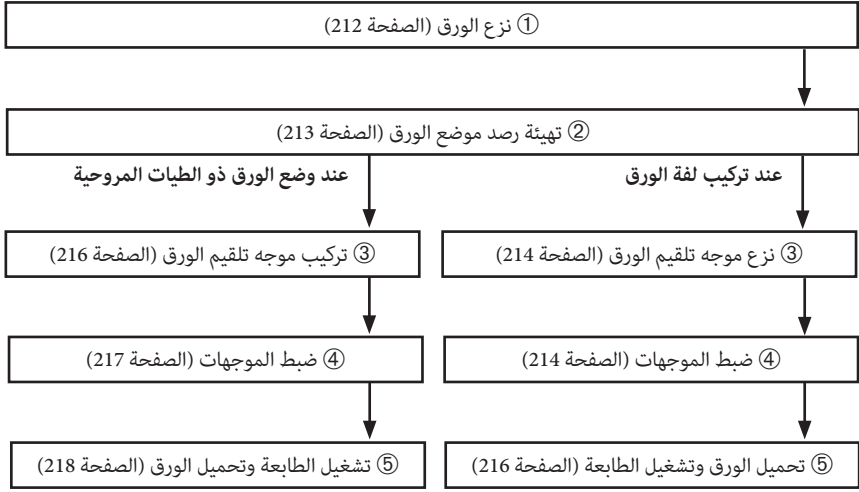 ① نزع الورق (الصفحة 212)
② تهيئة رصد موضع الورق (الصفحة 213)
عند تركيب لفة الورق
عند وضع الورق ذو الطيات المروحية
③ نزع موجه تلقيم الورق (الصفحة 214)
③ تركيب موجه تلقيم الورق (الصفحة 216)
④ ضبط الموجهات (الصفحة 214)
④ ضبط الموجهات (الصفحة 217)
⑤ تحميل الورق وتشغيل الطابعة (الصفحة 216)
⑤ تشغيل الطابعة وتحميل الورق (الصفحة 218)